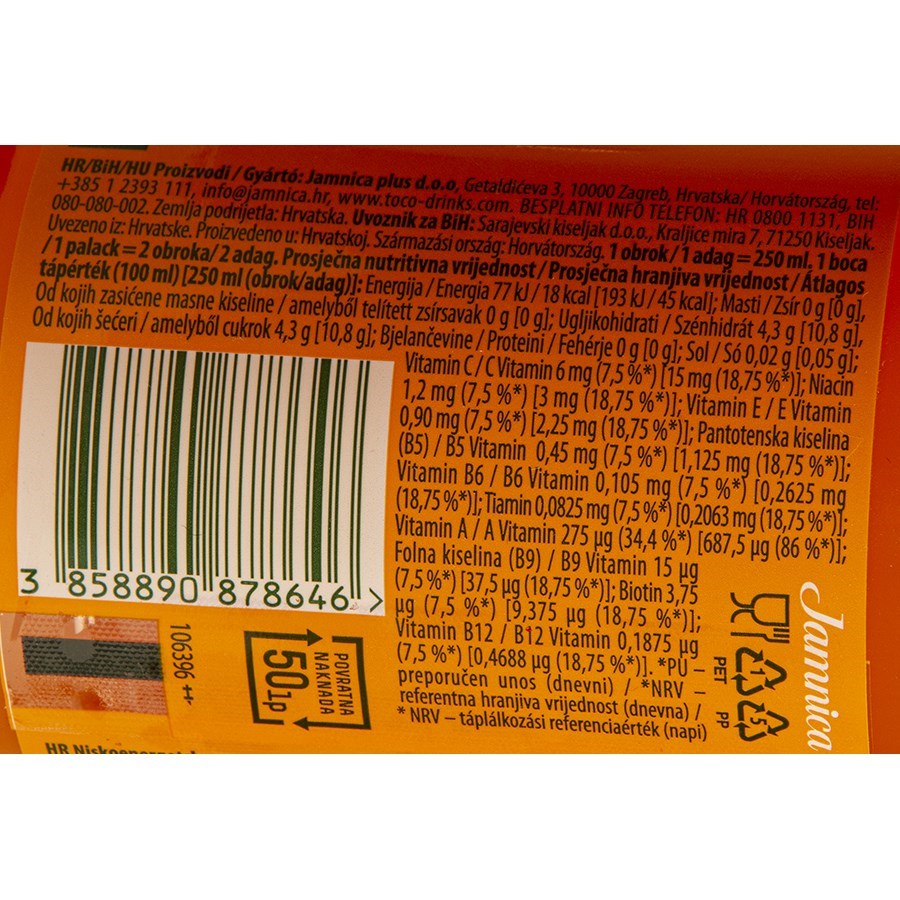 HR/BiH/HU Proizvodi / Gyártó: Jamnica plus d.o.o, Getaldićeva 3, 10000 Zagreb, Hrvatska/ Horvátország, tel:
+385 1 2393 111, info@jamnica.hr, www.toco-drinks.com. BESPLATNI INFO TELEFON: HR 0800 1131, BIH
080-080-002. Zemlja podrijetla: Hrvatska. Uvoznik za BiH: Sarajevski kiseljak d.o.o., Kraljice mira 7, 71250 Kiseljak.
Uvezeno iz: Hrvatske. Proizvedeno u: Hrvatskoj. Származási ország: Horvátország. 1 obrok / 1 adag = 250 ml. 1 boca
/ 1 palack = 2 obroka/ 2 adag. Prosječna nutritivna vrijednost / Prosječna hranjiva vrijednost / Átlagos
tápérték (100 ml) [250 ml (obrok/adag)]: Energija / Energia 77 kJ / 18 kcal [193 kJ / 45 kcal]; Masti / Zsír 0 g [0 g],
Od kojih zasićene masne kiseline / amelyből telített zsírsavak 0 g [0 g]; Ugljikohidrati / Szénhidrát 4,3 g [10,8 g],
Od kojih šećeri / amelyből cukrok 4,3 g [10,8 g]; Bjelančevine / Proteini / Fehérje 0 g [0 g]; Sol / Só 0,02 g [0,05 g];
Vitamin C / C Vitamin 6 mg (7,5 %*) [15 mg (18,75 %*)]; Niacin
1,2 mg (7,5 %*) [3 mg (18,75 %*)]; Vitamin E / E Vitamin
0,90 mg (7,5 %*) [2,25 mg (18,75 %*)]; Pantotenska kiselina
(B5) / B5 Vitamin 0,45 mg (7,5 %*) [1,125 mg (18,75 %*)];
Vitamin B6 / B6 Vitamin 0,105 mg (7,5 %*) [0,2625 mg
(18,75 %*)]; Tiamin 0,0825 mg (7,5 %*) [0,2063 mg (18,75 %*)];
Vitamin A / A Vitamin 275 µg (34,4 %*) [687,5 µg (86 %*)];
Folna kiselina (B9) / B9 Vitamin 15 µg
(7,5 %*) [37,5 µg (18,75 %*)]; Biotin 3,75
µg (7,5 %*) [9,375 µg (18,75 %*)];
Vitamin B12 / B12 Vitamin 0,1875 µg
(7,5 %*) [0,4688 µg (18,75 %*)]. *PU –
preporučen unos (dnevni) / *NRV –
referentna hranjiva vrijednost (dnevna) /
* NRV – táplálkozási referenciaérték (napi)
3 858890 878646 >
106396 ++
POVRATNA
NAKNADA
50 lp
1
PET
5
PP
Jamnica